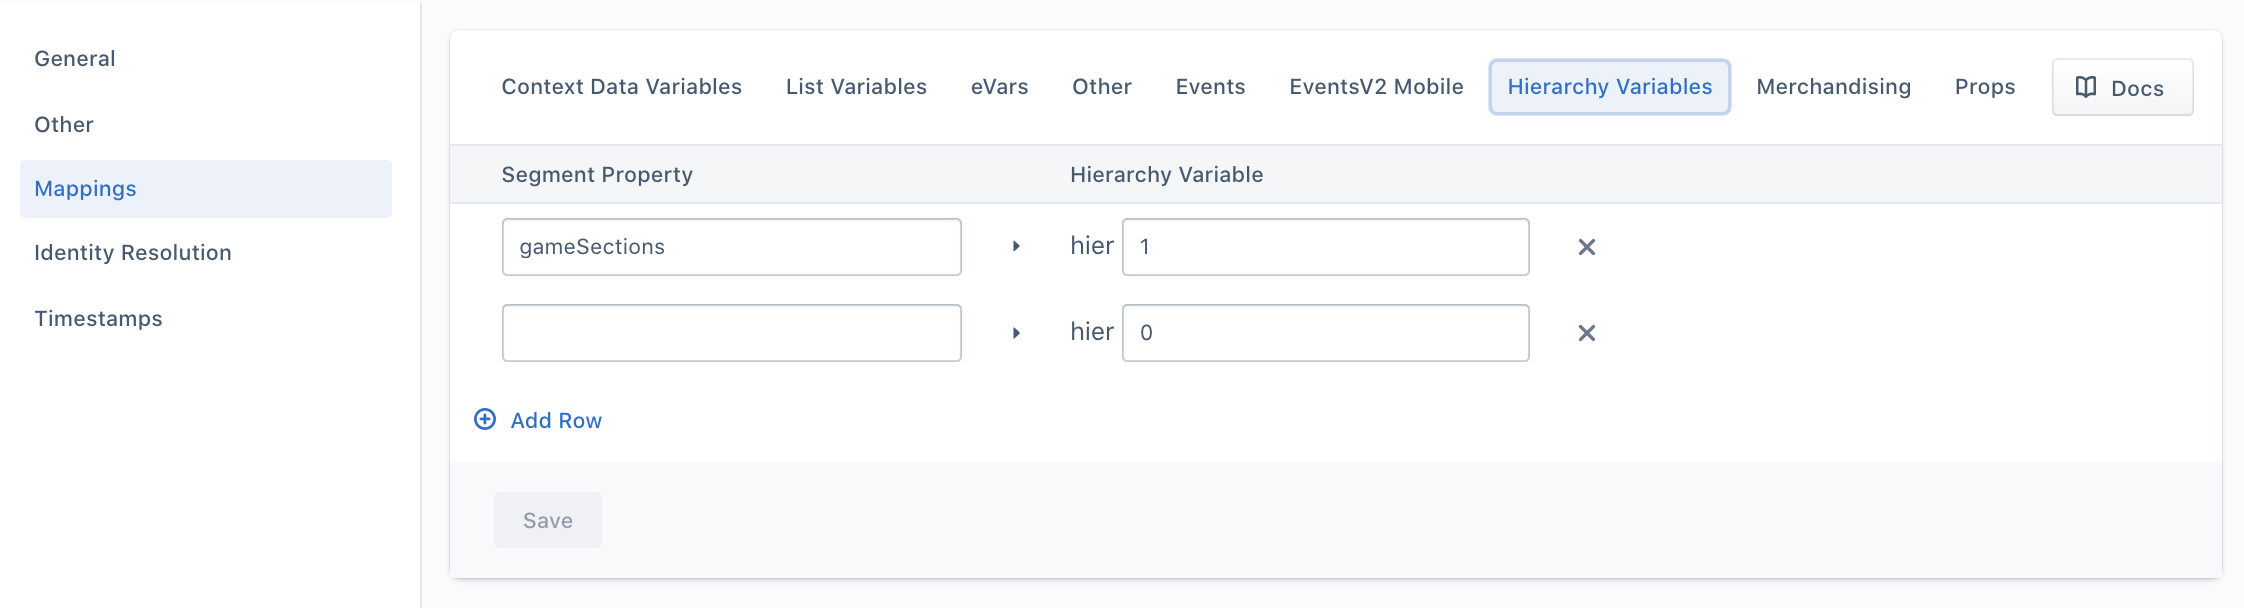 General
Other
Mappings
Identity Resolution
Timestamps
Context Data Variables List Variables eVars Other Events EventsV2 Mobile Hierarchy Variables Merchandising Props Docs
Segment Property Hierarchy Variable
gameSections hier 1
hier 0
Add Row
Save